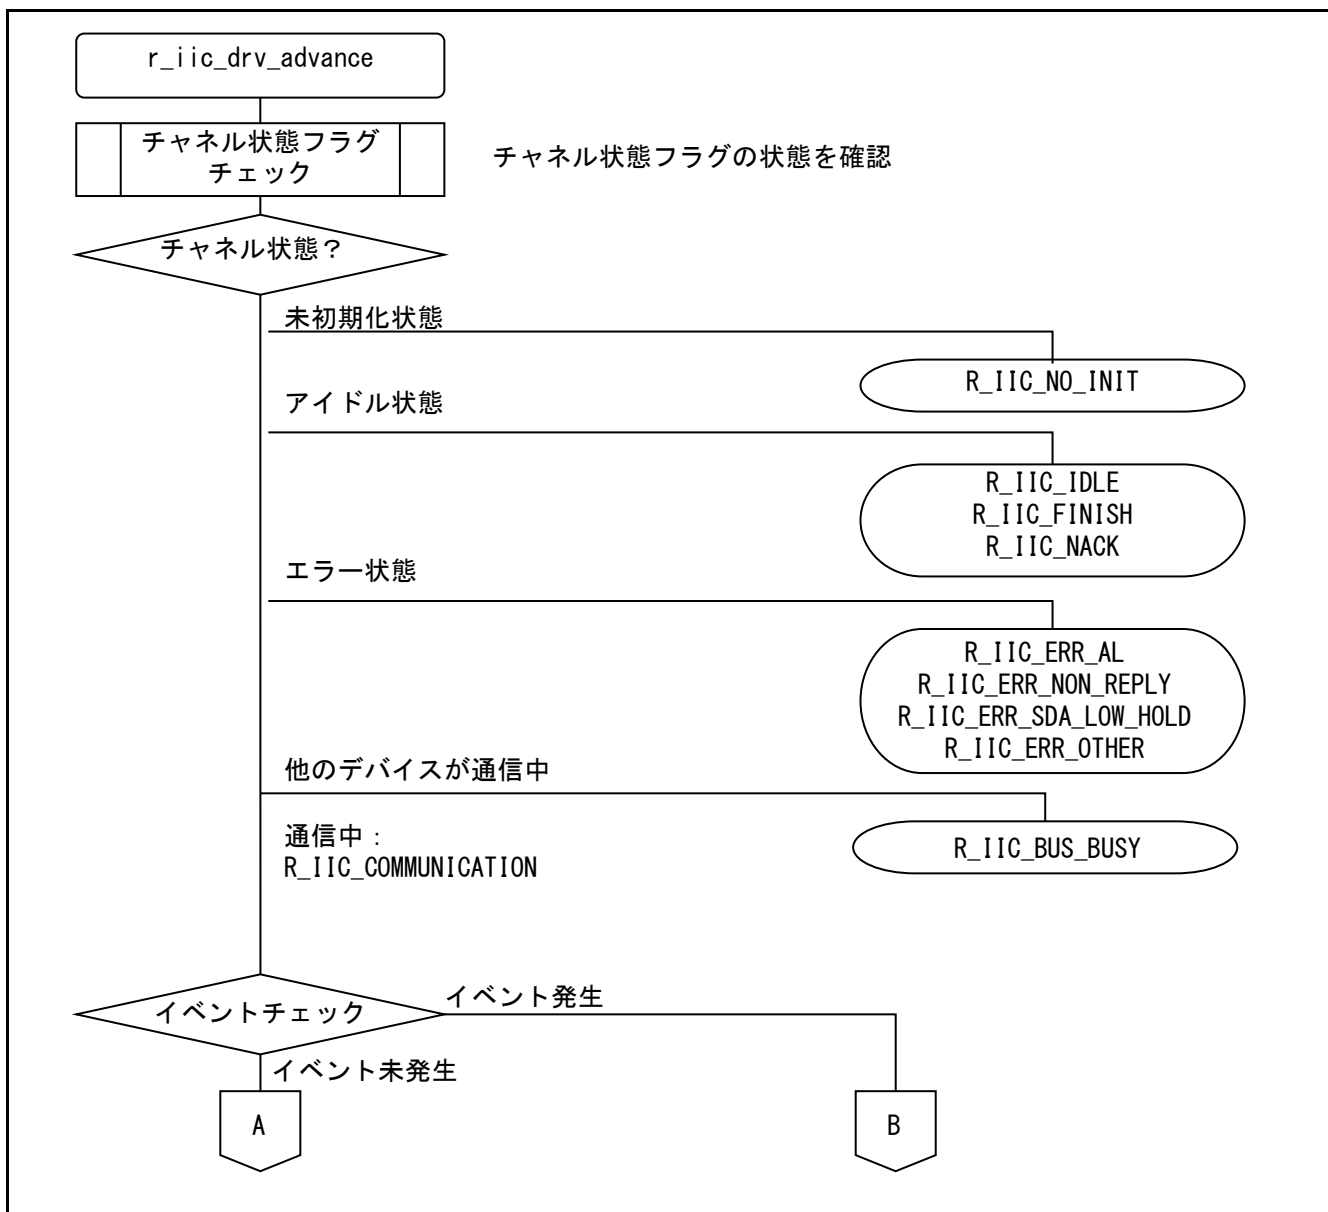 r_iic_drv_advance
チャネル状態フラグ
チェック
チャネル状態フラグの状態を確認
チャネル状態？
未初期化状態
R_IIC_NO_INIT
アイドル状態
R_IIC_IDLE
R_IIC_FINISH
R_IIC_NACK
エラー状態
R_IIC_ERR_AL
R_IIC_ERR_NON_REPLY
R_IIC_ERR_SDA_LOW_HOLD
R_IIC_ERR_OTHER
他のデバイスが通信中
R_IIC_BUS_BUSY
通信中：
R_IIC_COMMUNICATION
イベントチェック
イベント発生
イベント未発生
A
B